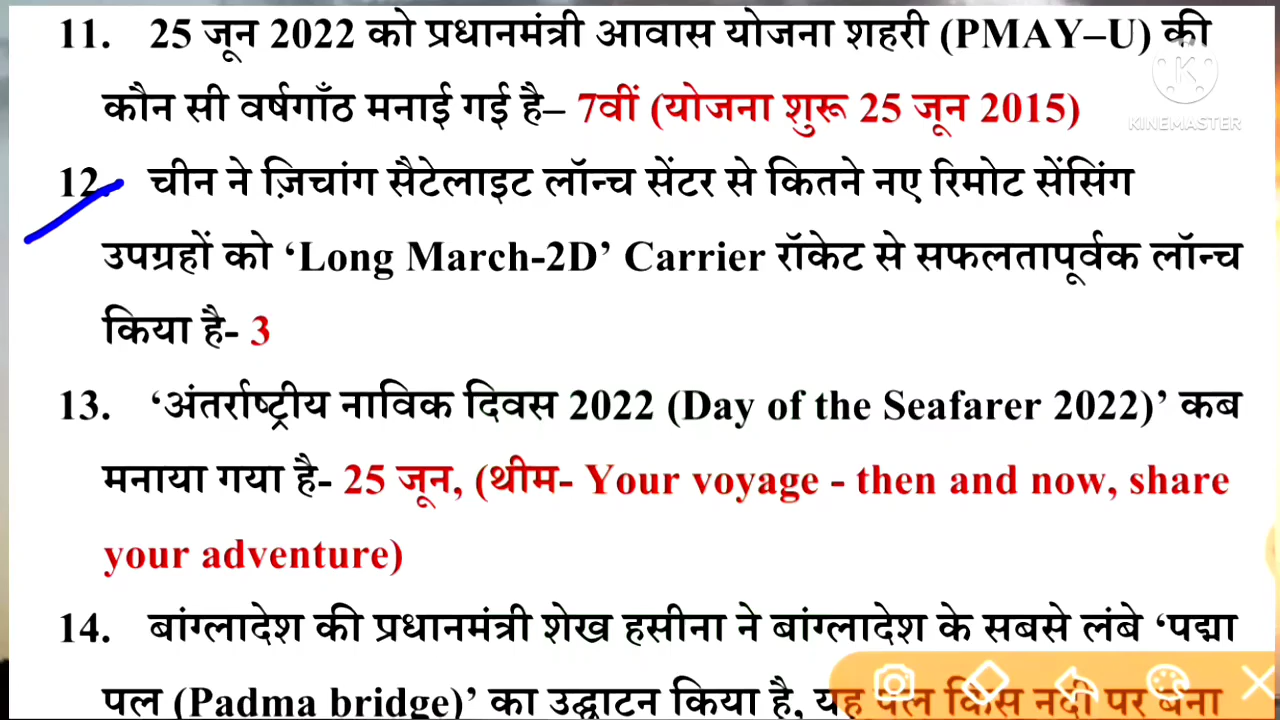 11. 25 जून 2022 को प्रधानमंत्री आवास योजना शहरी (PMAY–U) की
कौन सी वर्षगाँठ मनाई गई है– 7वीं (योजना शुरू 25 जून 2015)
KINEMASTER
12. चीन ने ज़िचांग सैटेलाइट लॉन्च सेंटर से कितने नए रिमोट सेंसिंग
उपग्रहों को ‘Long March-2D’ Carrier रॉकेट से सफलतापूर्वक लॉन्च
किया है- 3
13. ‘अंतर्राष्ट्रीय नाविक दिवस 2022 (Day of the Seafarer 2022)’ कब
मनाया गया है- 25 जून, (थीम- Your voyage - then and now, share
your adventure)
14. बांग्लादेश की प्रधानमंत्री शेख हसीना ने बांग्लादेश के सबसे लंबे ‘पद्मा
पुल (Padma bridge)’ का उद्घाटन किया है, यह पुल किस नदी पर बना